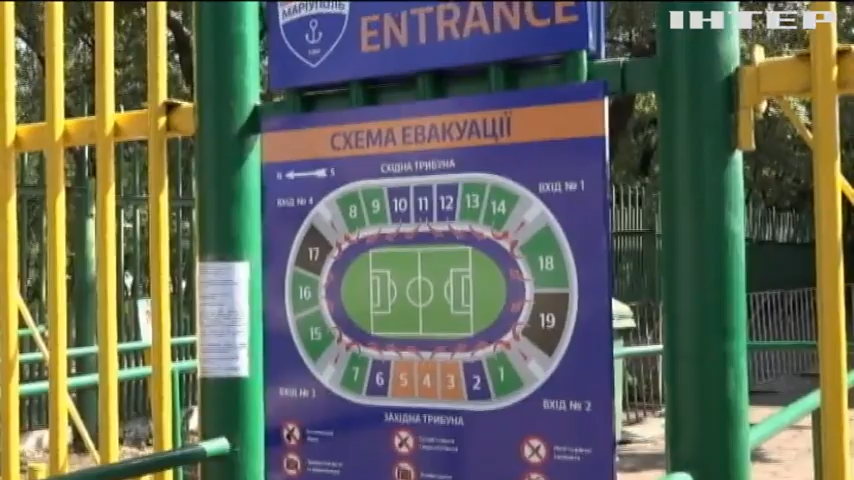 ІНТЕР
МАРІУПОЛЬ
ENTRANCE
СХЕМА ЕВАКУАЦІЇ
N S
СХІДНА ТРИБУНА
ВХІД № 4
ВХІД № 1
8 9 10 11 12 13 14
17
18
16
19
15
7 6 5 4 3 2 1
ВХІД № 3
ВХІД № 2
ЗАХІДНА ТРИБУНА